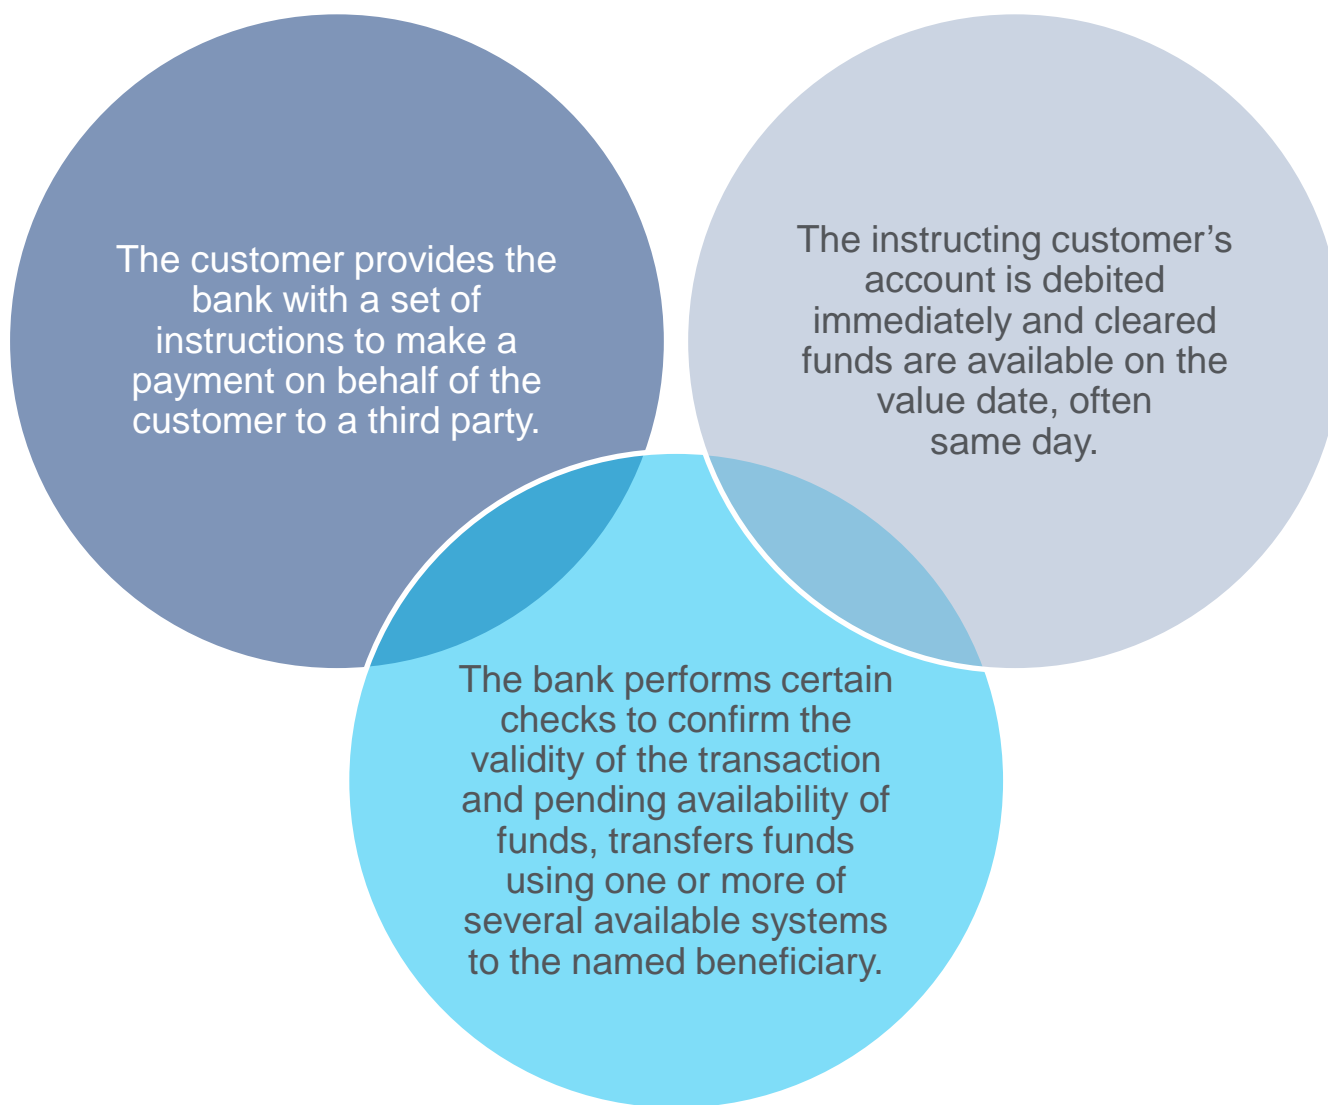 The customer provides the
bank with a set of
instructions to make a
payment on behalf of the
customer to a third party.
The instructing customer’s
account is debited
immediately and cleared
funds are available on the
value date, often
same day.
The bank performs certain
checks to confirm the
validity of the transaction
and pending availability of
funds, transfers funds
using one or more of
several available systems
to the named beneficiary.